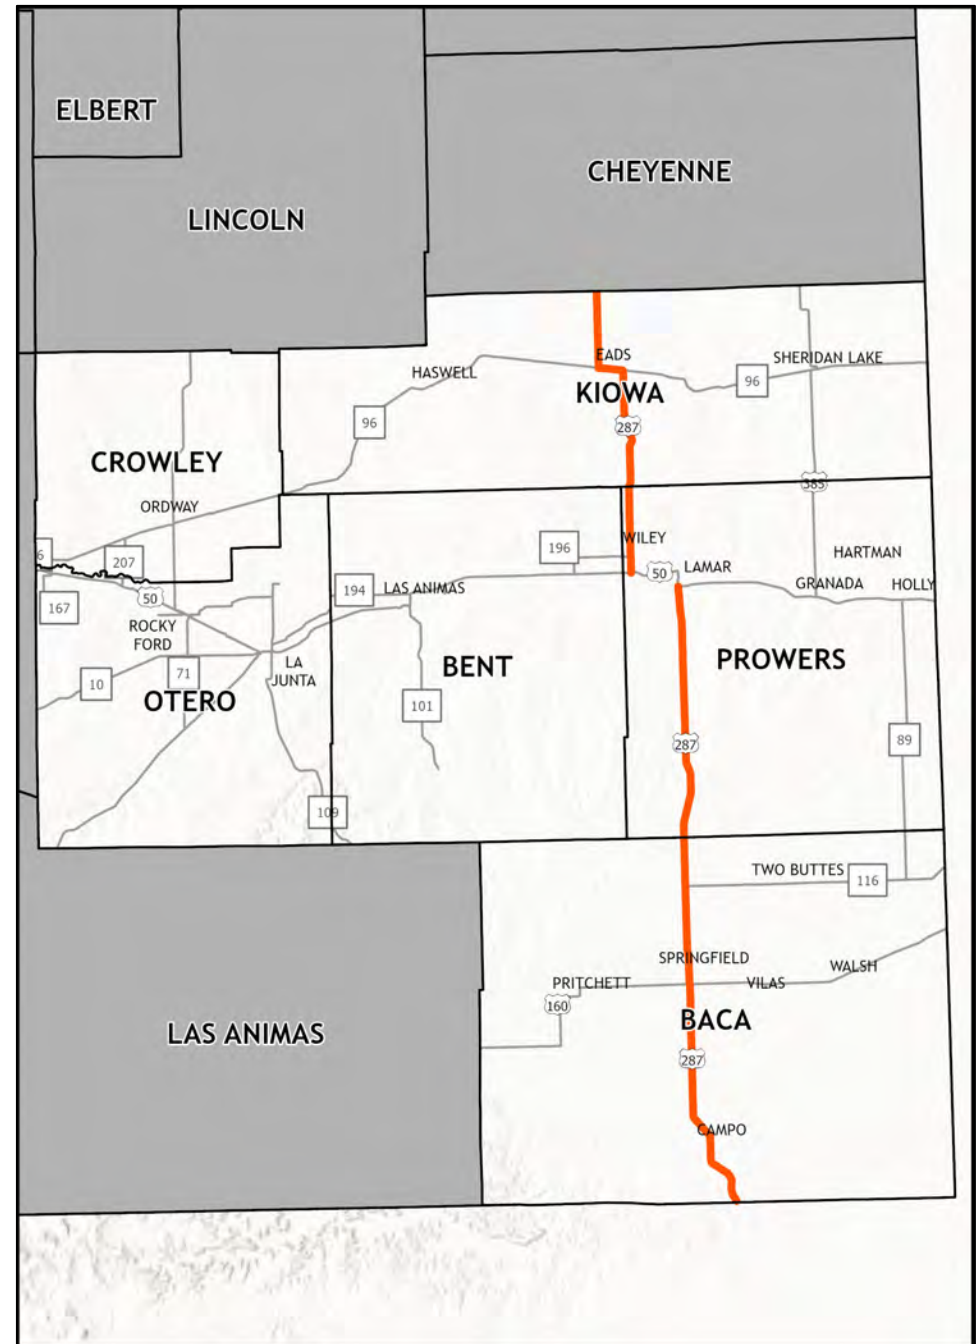 ELBERT
CHEYENNE
LINCOLN
EADS
SHERIDAN LAKE
HASWELL
96
KIOWA
96
287
CROWLEY
385
ORDWAY
WILEY
196
HARTMAN
6
207
50
LAMAR
GRANADA
HOLLY
194
LAS ANIMAS
50
167
ROCKY
FORD
LA
JUNTA
71
10
OTERO
BENT
PROWERS
101
287
89
109
TWO BUTTES
116
SPRINGFIELD
WALSH
PRITCHETT
VILAS
160
BACA
LAS ANIMAS
287
CAMPO